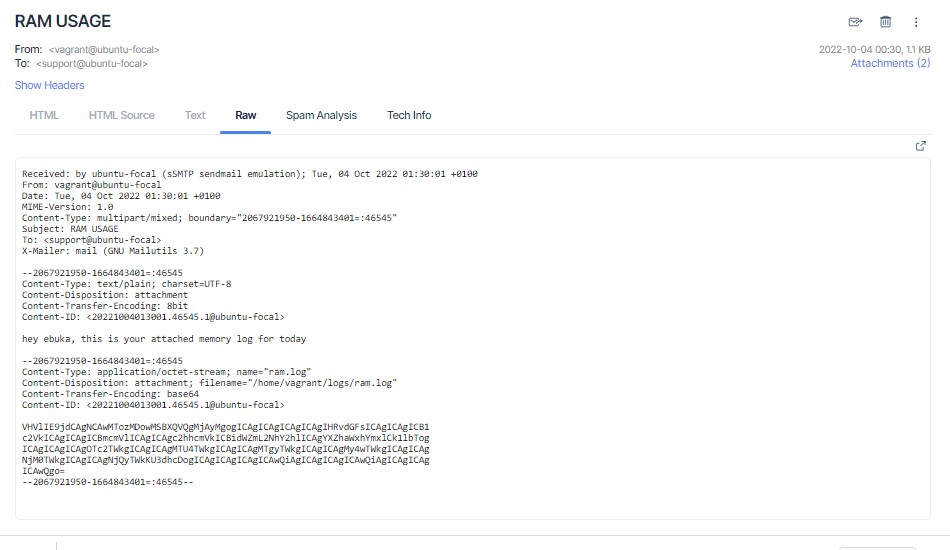 RAM USAGE
From: <vagrant@ubuntu-focal>
2022-10-04 00:30, 1.1 KB
To: <support@ubuntu-focal>
Attachments (2)
Show Headers
HTML HTML Source Text Raw Spam Analysis Tech Info
Received: by ubuntu-focal (sSMTP sendmail emulation); Tue, 04 Oct 2022 01:30:01 +0100
From: vagrant@ubuntu-focal
Date: Tue, 04 Oct 2022 01:30:01 +0100
MIME-Version: 1.0
Content-Type: multipart/mixed; boundary="2067921950-1664843401=:46545"
Subject: RAM USAGE
To: <support@ubuntu-focal>
X-Mailer: mail (GNU Mailutils 3.7)
--2067921950-1664843401=:46545
Content-Type: text/plain; charset=UTF-8
Content-Disposition: attachment
Content-Transfer-Encoding: 8bit
Content-ID: <20221004013001.46545.1@ubuntu-focal>
hey ebuka, this is your attached memory log for today
--2067921950-1664843401=:46545
Content-Type: application/octet-stream; name="ram.log"
Content-Disposition: attachment; filename="/home/vagrant/logs/ram.log"
Content-Transfer-Encoding: base64
Content-ID: <20221004013001.46545.1@ubuntu-focal>
VHVlIE9jdCAgNCAwMTozMDowMSBXQVQgMjAyMgogICAgICAgICAgICAgIHRvdGFsICAgICAgICB1
c2VkICAgICAgICBmcmVlICAgICAgc2hhcmVkICBidWZmL2NhY2hlICAgYXZhaWxhYmxlCk1lbTog
ICAgICAgICAgOTc2TWkgICAgICAgMTU4TWkgICAgICAgMTgyTWkgICAgICAgMy4wTWkgICAgICAg
NjM0TWkgICAgICAgNjQyTWkKU3dhcDogICAgICAgICAgICAwQiAgICAgICAgICAwQiAgICAgICAg
ICAwQgo=
--2067921950-1664843401=:46545--